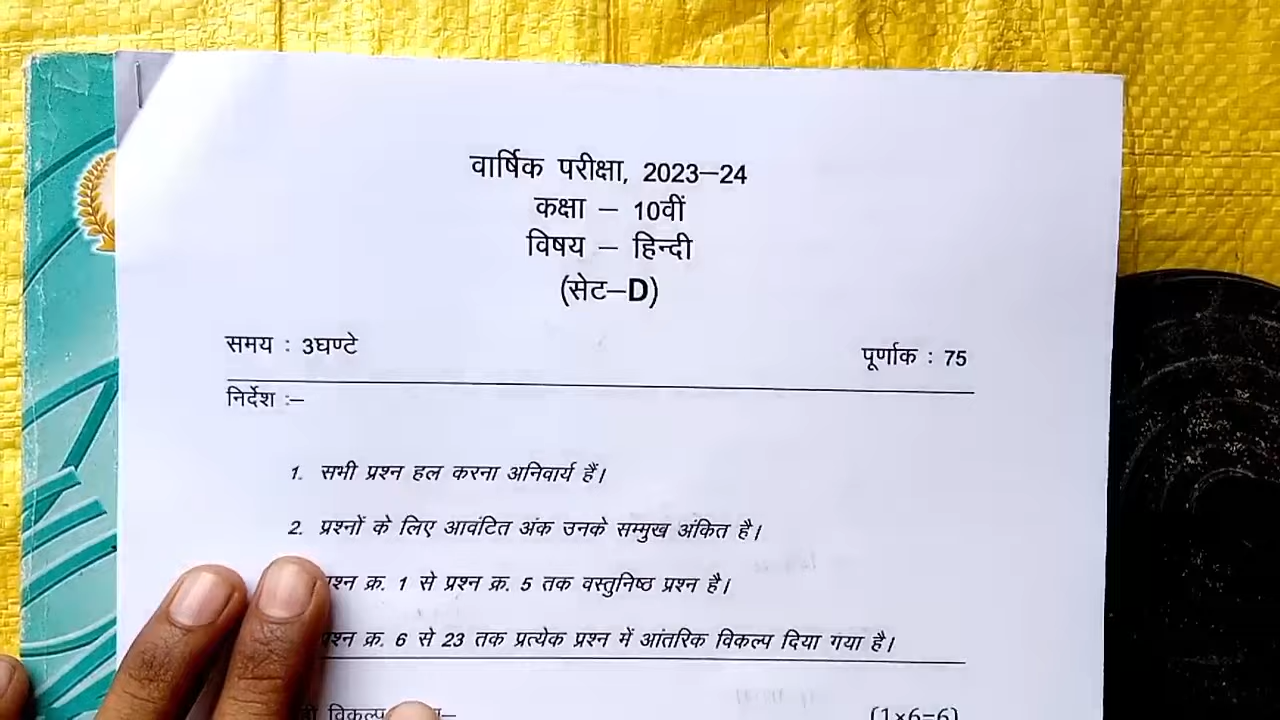 वार्षिक परीक्षा, 2023–24
कक्षा – 10वीं
विषय – हिन्दी
(सेट–D)
समय : 3घण्टे पूर्णाक : 75
निर्देश :–
1. सभी प्रश्न हल करना अनिवार्य हैं।
2. प्रश्नों के लिए आवंटित अंक उनके सम्मुख अंकित है।
क्र. 1 से प्रश्न क्र. 5 तक वस्तुनिष्ठ प्रश्न है।
क्र. 6 से 23 तक प्रत्येक प्रश्न में आंतरिक विकल्प दिया गया है।
विकल्प (1×6=6)